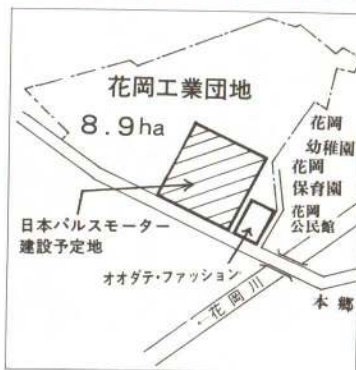 花岡工業団地
8.9ha
花岡
幼稚園
花岡
保育園
花岡
公民館
日本パルスモーター
建設予定地
オオダテ・ファッション
花岡川
本郷